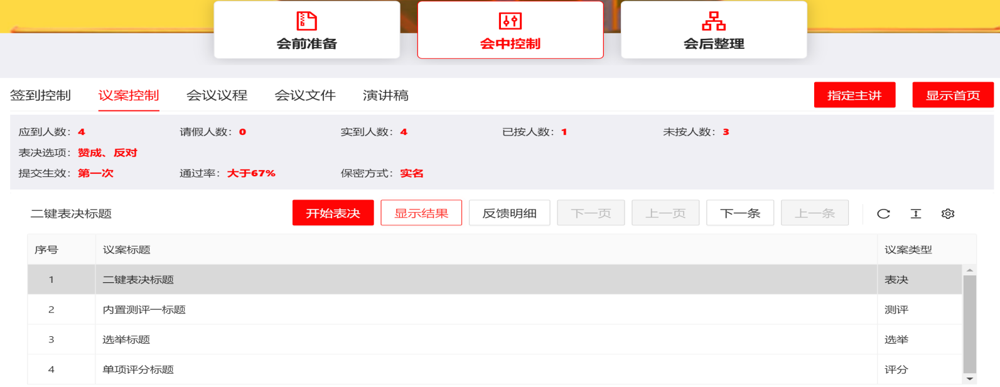 会前准备 会中控制 会后整理
签到控制 议案控制 会议议程 会议文件 演讲稿 指定主讲 显示首页
应到人数：4 请假人数：0 实到人数：4 已按人数：1 未按人数：3
表决选项：赞成、反对
提交生效：第一次 通过率：大于67% 保密方式：实名
二键表决标题 开始表决 显示结果 反馈明细 下一页 上一页 下一条 上一条
序号 议案标题 议案类型
1 二键表决标题 表决
2 内置测评一标题 测评
3 选举标题 选举
4 单项评分标题 评分